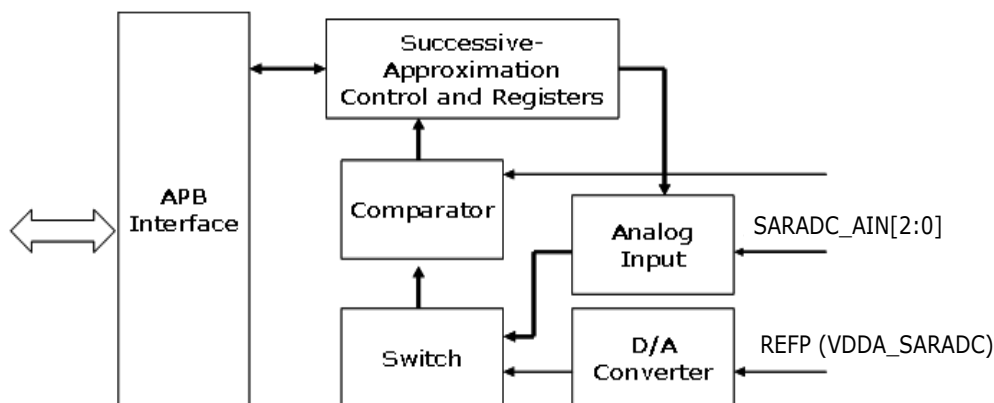 Successive-
Approximation
Control and Registers
APB
Interface
Comparator
Analog
Input
SARADC_AIN[2:0]
Switch
D/A
Converter
REFP (VDDA_SARADC)